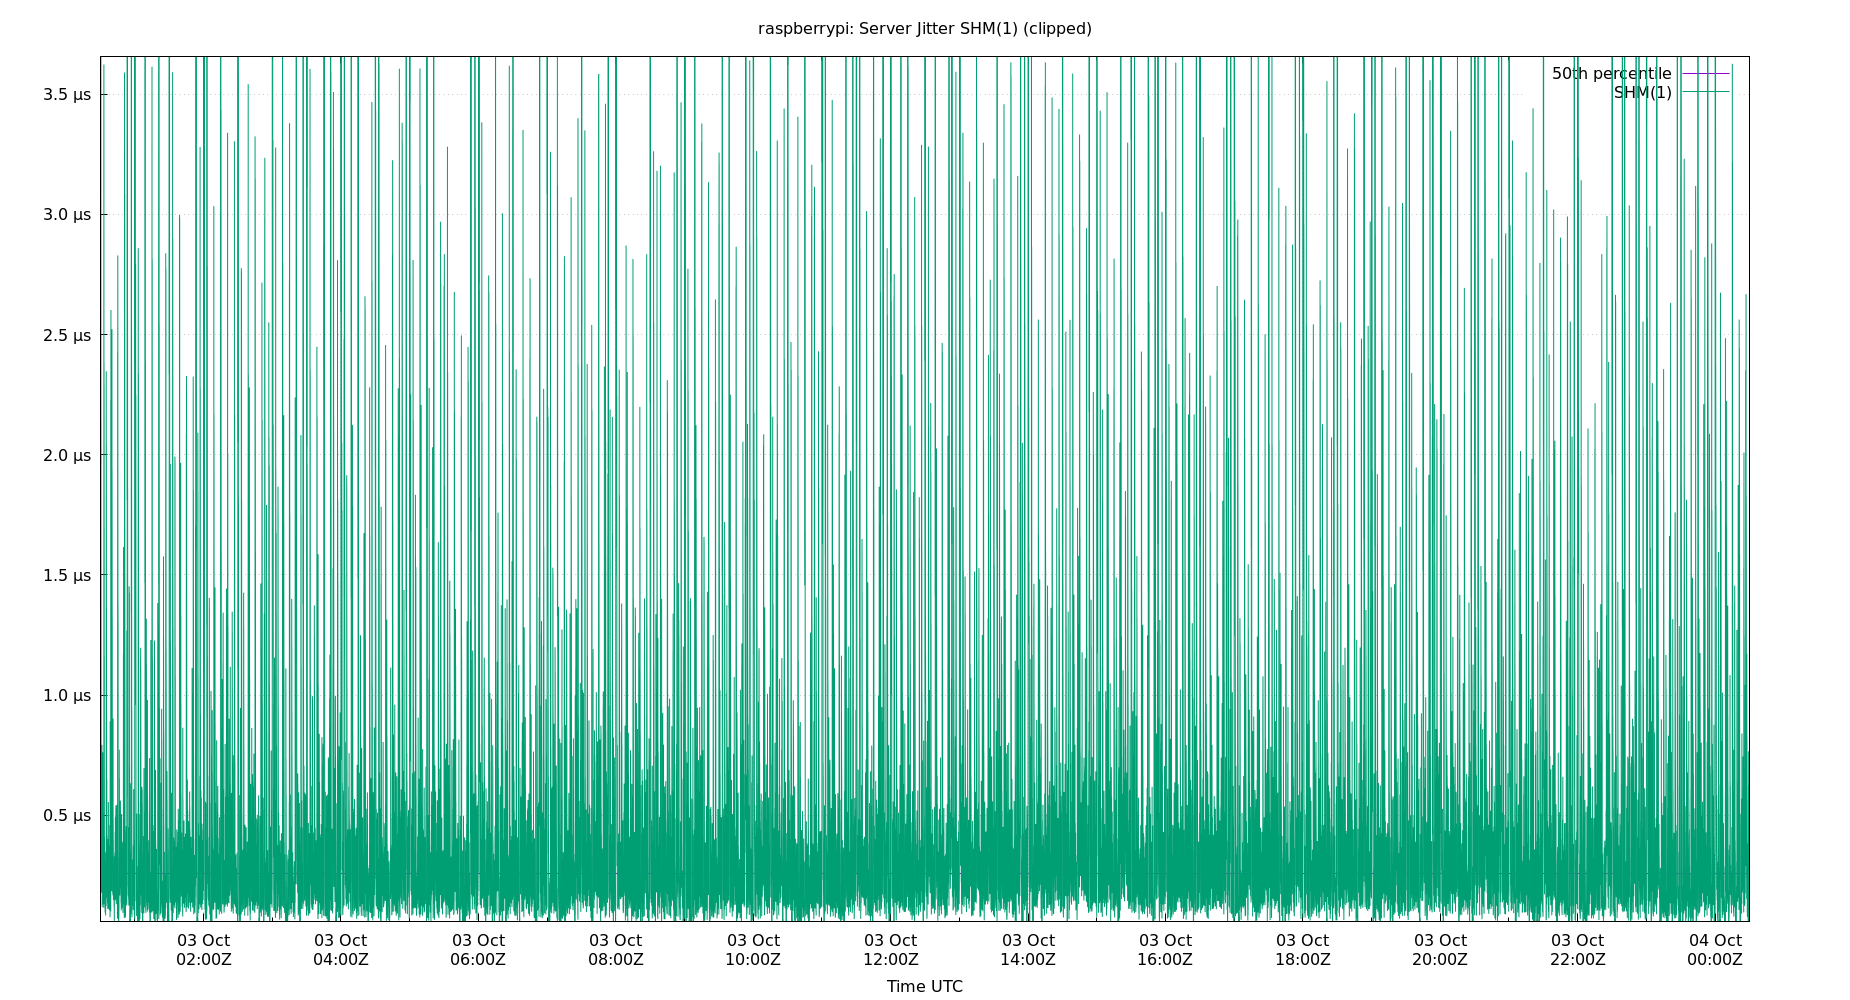 raspberrypi: Server Jitter SHM(1) (clipped)
50th percentile
SHM(1)
3.5 µs
3.0 µs
2.5 µs
2.0 µs
1.5 µs
1.0 µs
0.5 µs
03 Oct 03 Oct 03 Oct 03 Oct 03 Oct 03 Oct 03 Oct 03 Oct 03 Oct 03 Oct 03 Oct 04 Oct
02:00Z 04:00Z 06:00Z 08:00Z 10:00Z 12:00Z 14:00Z 16:00Z 18:00Z 20:00Z 22:00Z 00:00Z
Time UTC